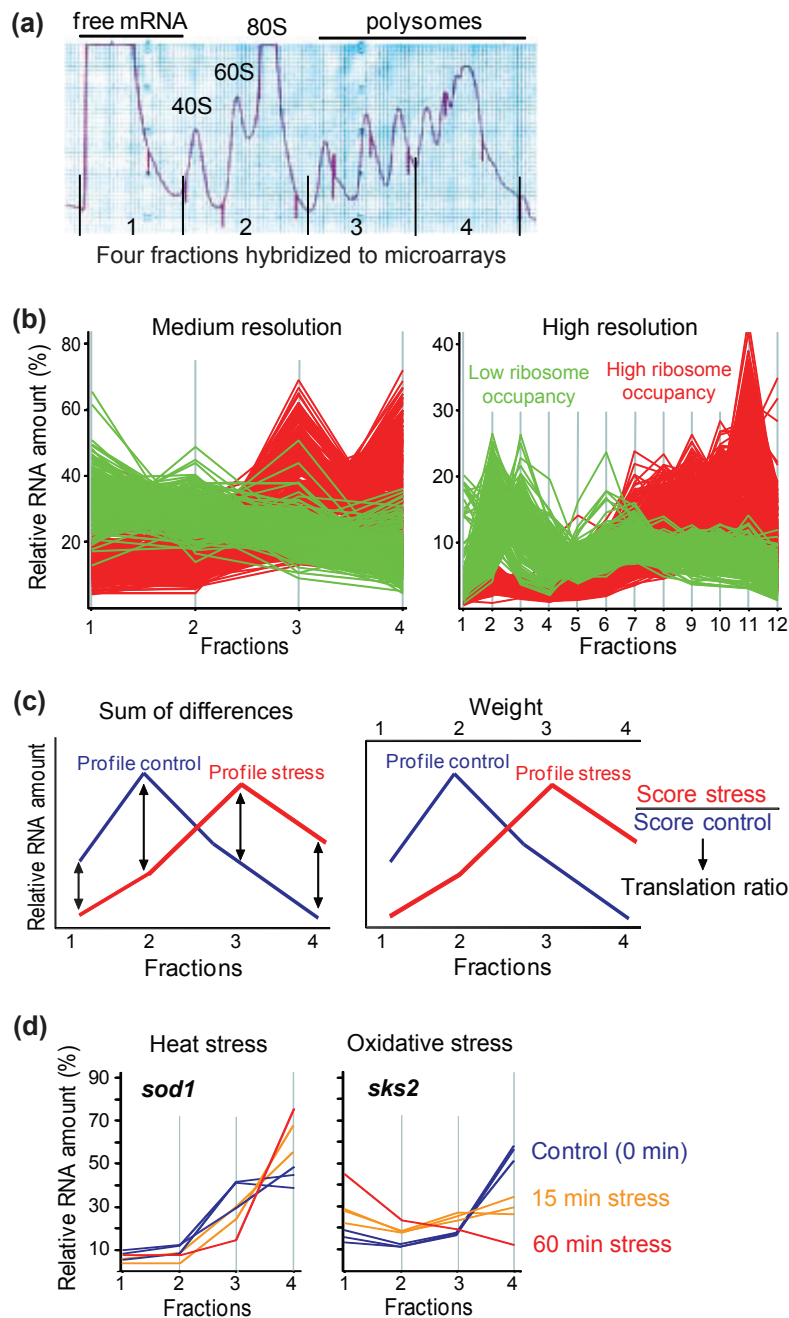 (a)
free mRNA
polysomes
80S
60S
40S
1 2 3 4
Four fractions hybridized to microarrays
(b)
Medium resolution
Relative RNA amount (%)
80
60
40
20
1 2 3 4
Fractions
High resolution
Low ribosome
occupancy
High ribosome
occupancy
40
30
20
10
1 2 3 4 5 6 7 8 9 10 11 12
Fractions
(c)
Sum of differences
Relative RNA amount
Profile control
Profile stress
1 2 3 4
Fractions
Weight
1 2 3 4
Profile control
Profile stress
1 2 3 4
Fractions
Score stress
Score control
Translation ratio
(d)
Heat stress
Relative RNA amount (%)
90
70
50
30
10
sod1
1 2 3 4
Fractions
Oxidative stress
sks2
1 2 3 4
Fractions
Control (0 min)
15 min stress
60 min stress